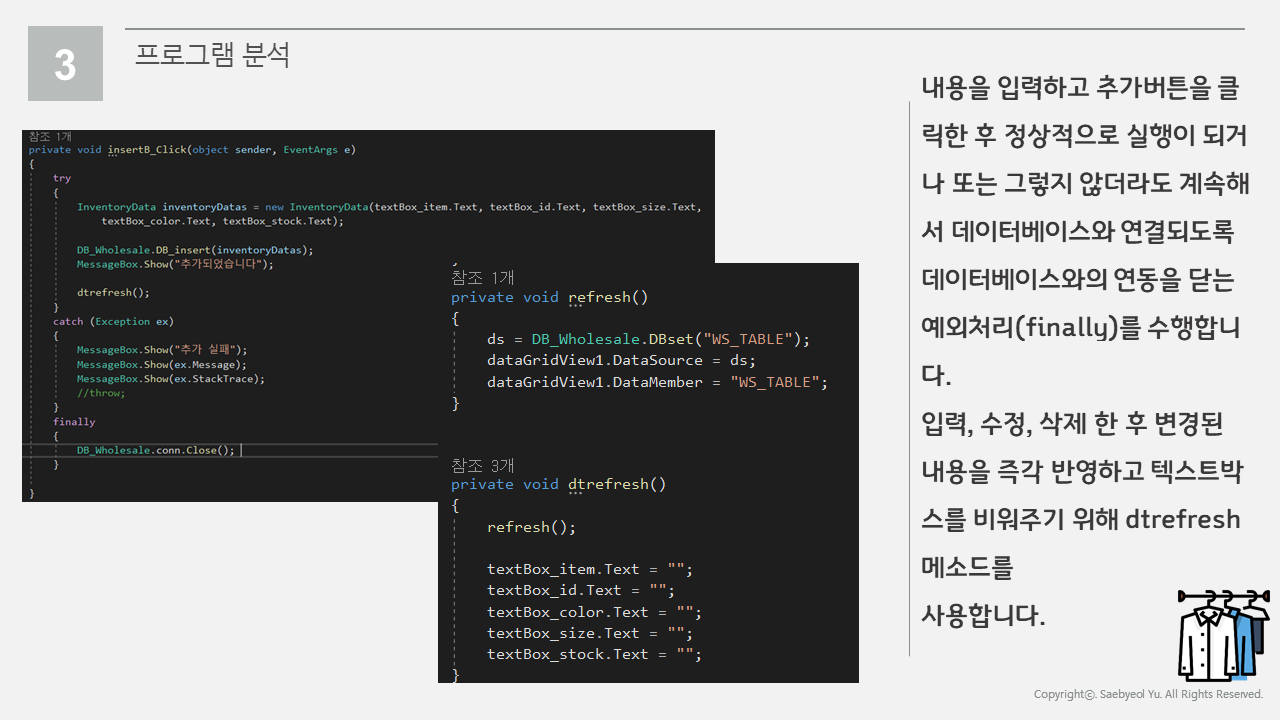 3
프로그램 분석
참조 1개
private void insertB_Click(object sender, EventArgs e)
{
try
{
InventoryData inventoryDatas = new InventoryData(textBox_item.Text, textBox_id.Text, textBox_size.Text,
textBox_color.Text, textBox_stock.Text);
DB_Wholesale.DB_insert(inventoryDatas);
MessageBox.Show("추가되었습니다");
dtrefresh();
}
catch (Exception ex)
{
MessageBox.Show("추가 실패");
MessageBox.Show(ex.Message);
MessageBox.Show(ex.StackTrace);
//throw;
}
finally
{
DB_Wholesale.conn.Close();
}
}
참조 1개
private void refresh()
{
ds = DB_Wholesale.DBset("WS_TABLE");
dataGridView1.DataSource = ds;
dataGridView1.DataMember = "WS_TABLE";
}
참조 3개
private void dtrefresh()
{
refresh();
textBox_item.Text = "";
textBox_id.Text = "";
textBox_color.Text = "";
textBox_size.Text = "";
textBox_stock.Text = "";
}
내용을 입력하고 추가버튼을 클
릭한 후 정상적으로 실행이 되거
나 또는 그렇지 않더라도 계속해
서 데이터베이스와 연결되도록
데이터베이스와의 연동을 닫는
예외처리(finally)를 수행합니
다.
입력, 수정, 삭제 한 후 변경된
내용을 즉각 반영하고 텍스트박
스를 비워주기 위해 dtrefresh
메소드를
사용합니다.
Copyrightⓒ. Saebyeol Yu. All Rights Reserved.